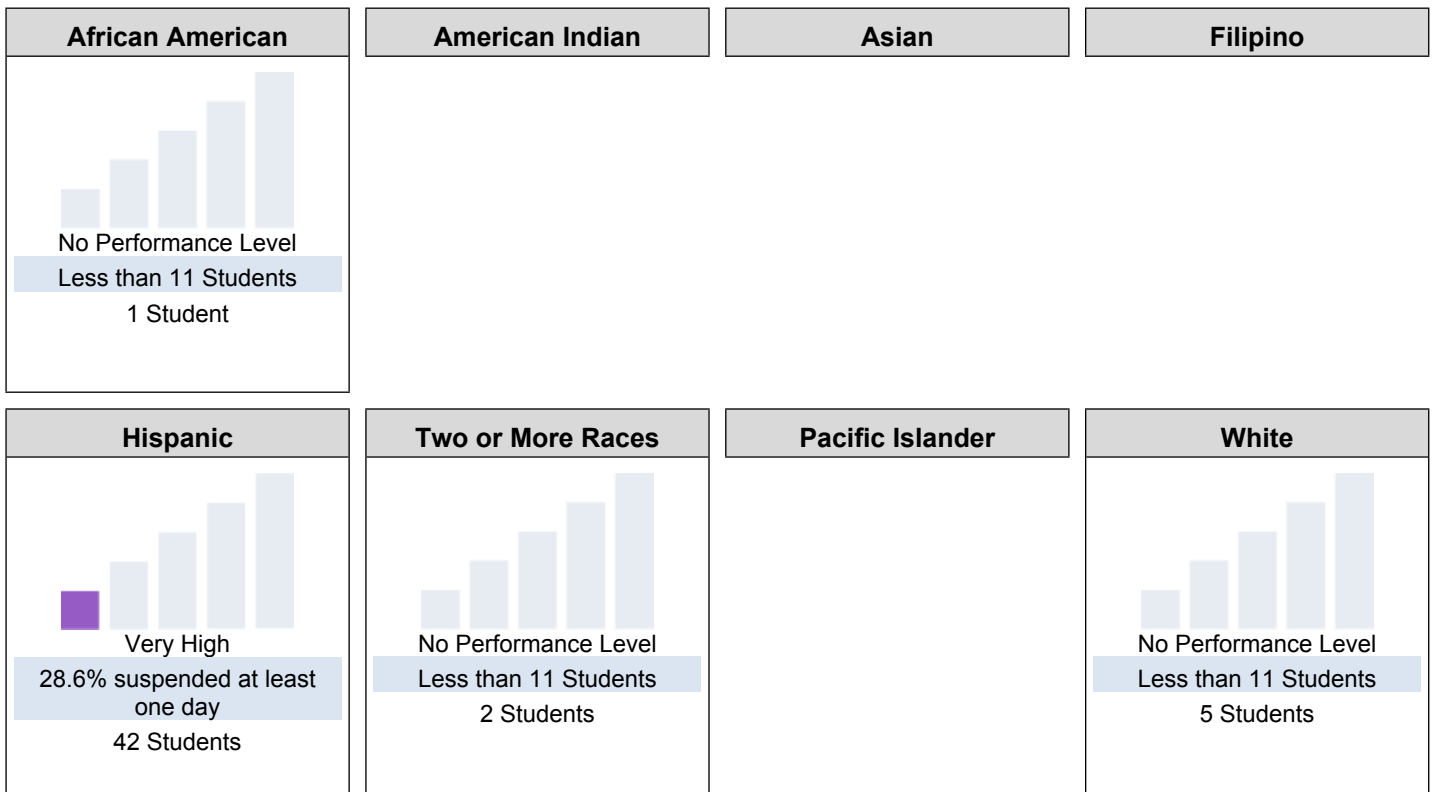 African American
American Indian
Asian
Filipino
No Performance Level
Less than 11 Students
1 Student
Hispanic
Two or More Races
Pacific Islander
White
Very High
28.6% suspended at least
one day
42 Students
No Performance Level
Less than 11 Students
2 Students
No Performance Level
Less than 11 Students
5 Students